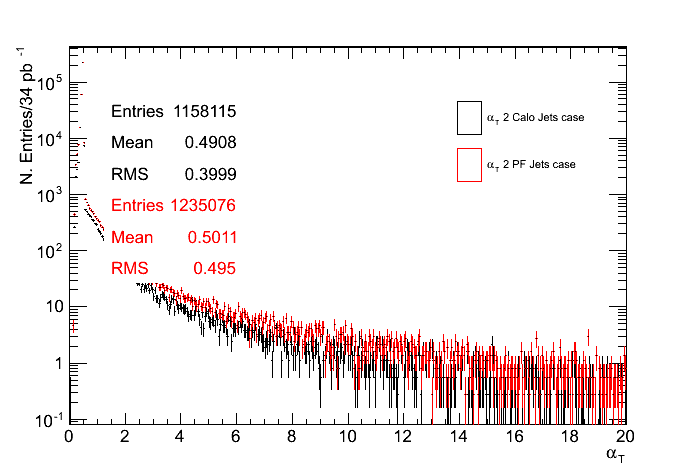 N. Entries/34 pb⁻¹
10⁵
10⁴
10³
10²
10
1
10⁻¹
Entries 1158115
Mean 0.4908
RMS 0.3999
Entries 1235076
Mean 0.5011
RMS 0.495
α_T 2 Calo Jets case
α_T 2 PF Jets case
0 2 4 6 8 10 12 14 16 18 20
α_T